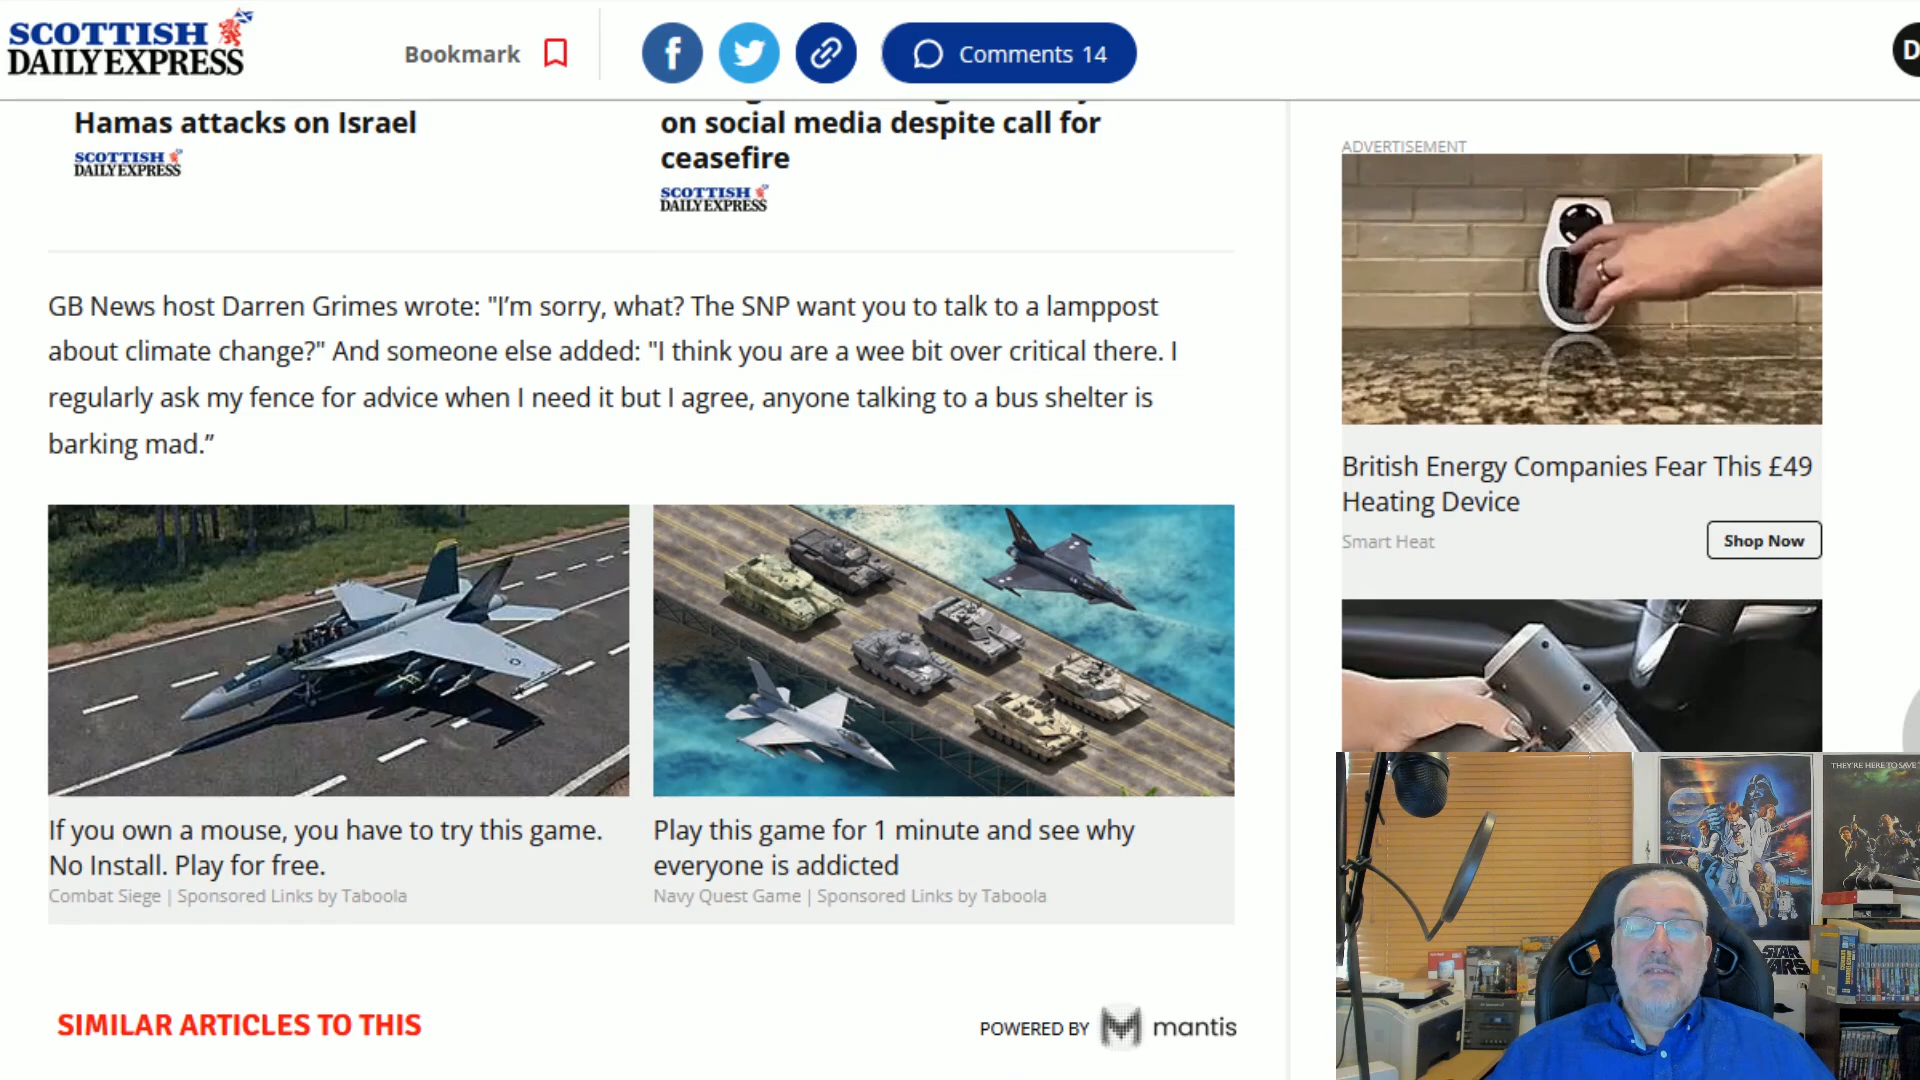 SCOTTISH
DAILY EXPRESS
Bookmark
Comments 14
D
Hamas attacks on Israel
SCOTTISH
DAILY EXPRESS
on social media despite call for
ceasefire
SCOTTISH
DAILY EXPRESS
GB News host Darren Grimes wrote: "I’m sorry, what? The SNP want you to talk to a lamppost
about climate change?" And someone else added: "I think you are a wee bit over critical there. I
regularly ask my fence for advice when I need it but I agree, anyone talking to a bus shelter is
barking mad.”
If you own a mouse, you have to try this game.
No Install. Play for free.
Combat Siege | Sponsored Links by Taboola
Play this game for 1 minute and see why
everyone is addicted
Navy Quest Game | Sponsored Links by Taboola
SIMILAR ARTICLES TO THIS
POWERED BY mantis
ADVERTISEMENT
British Energy Companies Fear This £49
Heating Device
Smart Heat
Shop Now
THEY'RE HERE TO SAVE
STAR
WARS